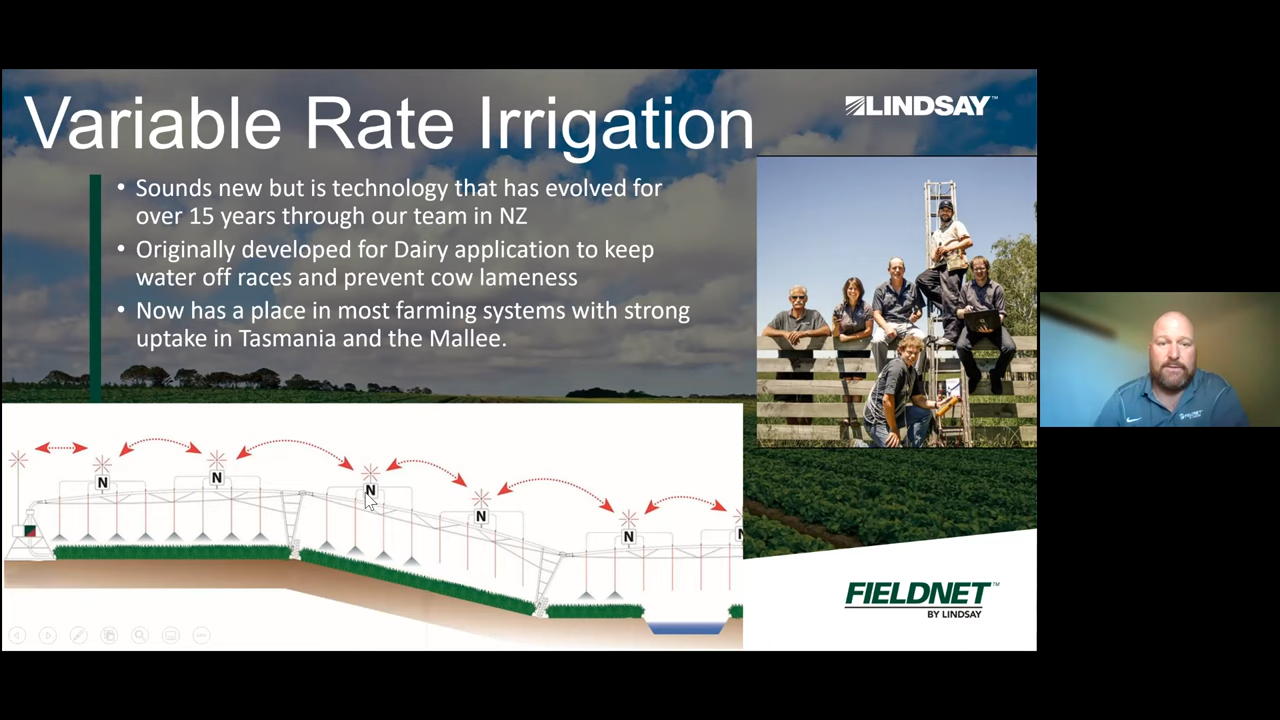 Variable Rate Irrigation
LINDSAY™
• Sounds new but is technology that has evolved for
over 15 years through our team in NZ
• Originally developed for Dairy application to keep
water off races and prevent cow lameness
• Now has a place in most farming systems with strong
uptake in Tasmania and the Mallee.
N
N
N
N
N
N
FIELDNET™
BY LINDSAY
FIELDNET